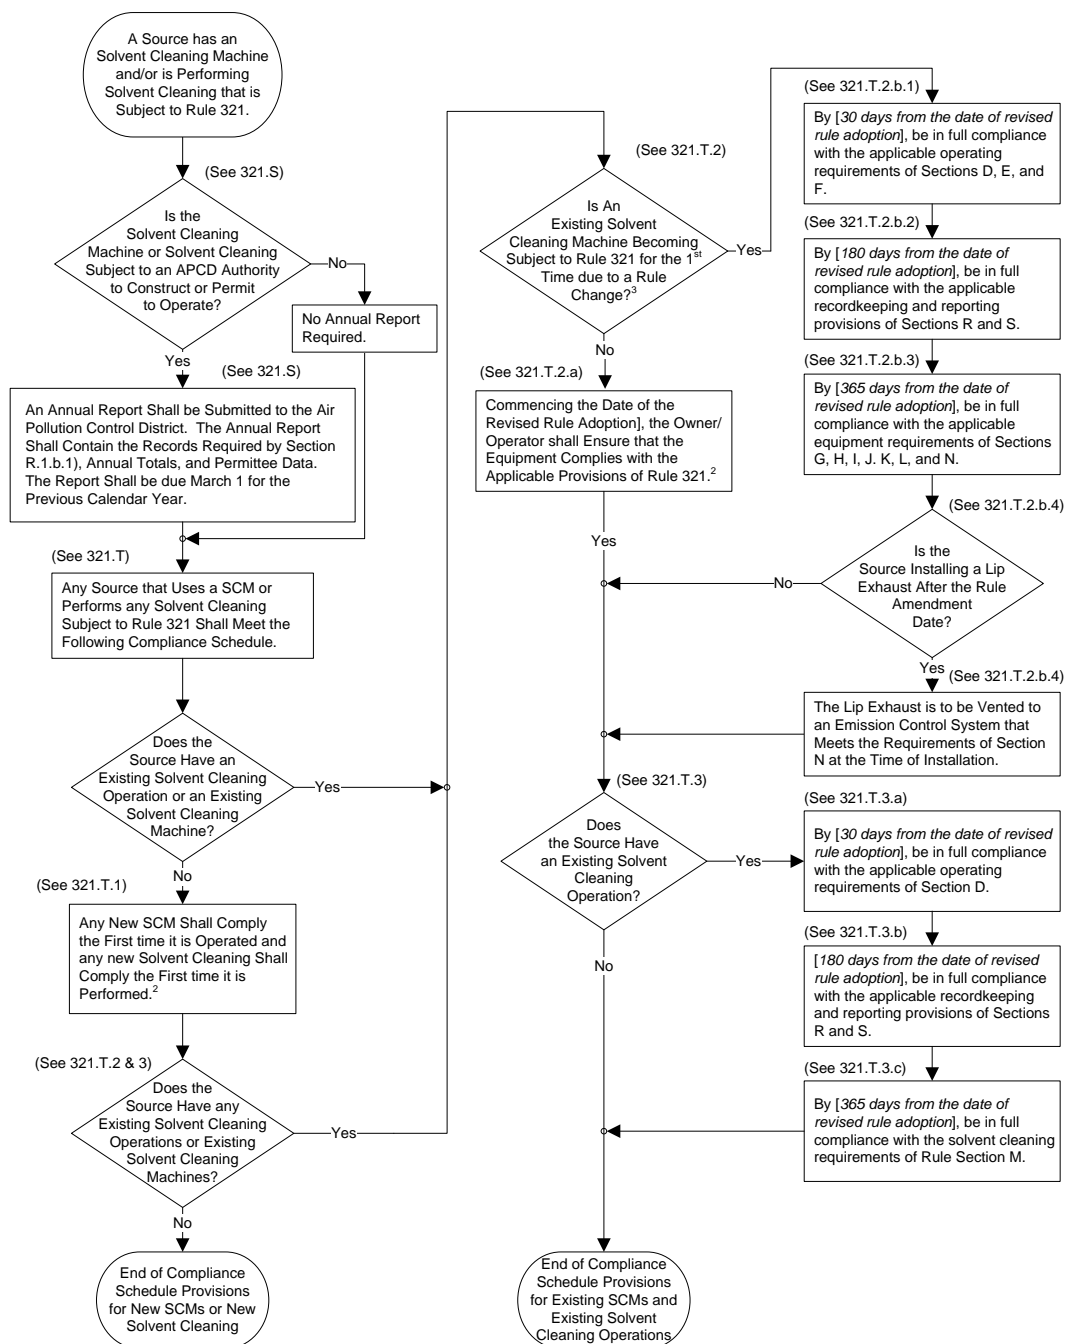 A Source has an
Solvent Cleaning Machine
and/or is Performing
Solvent Cleaning that is
Subject to Rule 321.
(See 321.S)
Is the
Solvent Cleaning
Machine or Solvent Cleaning
Subject to an APCD Authority
to Construct or Permit
to Operate?
No
No Annual Report
Required.
Yes
(See 321.S)
An Annual Report Shall be Submitted to the Air
Pollution Control District. The Annual Report
Shall Contain the Records Required by Section
R.1.b.1), Annual Totals, and Permittee Data.
The Report Shall be due March 1 for the
Previous Calendar Year.
(See 321.T)
Any Source that Uses a SCM or
Performs any Solvent Cleaning
Subject to Rule 321 Shall Meet the
Following Compliance Schedule.
Does the
Source Have an
Existing Solvent Cleaning
Operation or an Existing
Solvent Cleaning
Machine?
Yes
No
(See 321.T.1)
Any New SCM Shall Comply
the First time it is Operated and
any new Solvent Cleaning Shall
Comply the First time it is
Performed.2
(See 321.T.2 & 3)
Does the
Source Have any
Existing Solvent Cleaning
Operations or Existing
Solvent Cleaning
Machines?
Yes
No
End of Compliance
Schedule Provisions
for New SCMs or New
Solvent Cleaning
(See 321.T.2)
Is An
Existing Solvent
Cleaning Machine Becoming
Subject to Rule 321 for the 1st
Time due to a Rule
Change?3
Yes
No
(See 321.T.2.a)
Commencing the Date of the
Revised Rule Adoption], the Owner/
Operator shall Ensure that the
Equipment Complies with the
Applicable Provisions of Rule 321.2
Yes
(See 321.T.2.b.1)
By [30 days from the date of revised
rule adoption], be in full compliance
with the applicable operating
requirements of Sections D, E, and
F.
(See 321.T.2.b.2)
By [180 days from the date of
revised rule adoption], be in full
compliance with the applicable
recordkeeping and reporting
provisions of Sections R and S.
(See 321.T.2.b.3)
By [365 days from the date of
revised rule adoption], be in full
compliance with the applicable
equipment requirements of Sections
G, H, I, J. K, L, and N.
(See 321.T.2.b.4)
Is the
Source Installing a Lip
Exhaust After the Rule
Amendment
Date?
No
Yes
(See 321.T.2.b.4)
The Lip Exhaust is to be Vented to
an Emission Control System that
Meets the Requirements of Section
N at the Time of Installation.
(See 321.T.3)
Does
the Source Have
an Existing Solvent
Cleaning
Operation?
Yes
No
(See 321.T.3.a)
By [30 days from the date of revised
rule adoption], be in full compliance
with the applicable operating
requirements of Section D.
(See 321.T.3.b)
[180 days from the date of revised
rule adoption], be in full compliance
with the applicable recordkeeping
and reporting provisions of Sections
R and S.
(See 321.T.3.c)
By [365 days from the date of
revised rule adoption], be in full
compliance with the solvent cleaning
requirements of Rule Section M.
End of Compliance
Schedule Provisions
for Existing SCMs and
Existing Solvent
Cleaning Operations